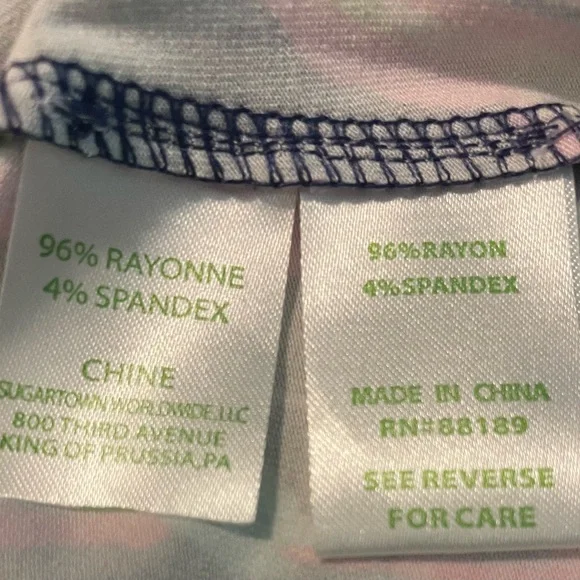 96% RAYONNE
4% SPANDEX
CHINE
SUGARTOWN WORLDWIDE LLC
800 THIRD AVENUE
KING OF PRUSSIA, PA
96%RAYON
4%SPANDEX
MADE IN CHINA
RN#88189
SEE REVERSE
FOR CARE